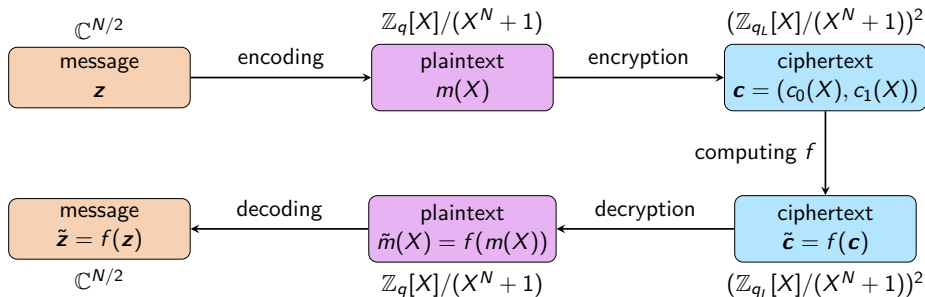 ℂ^{N/2}
ℤ_q[X]/(X^N + 1)
(ℤ_{q_L}[X]/(X^N + 1))^2
message
z
encoding
plaintext
m(X)
encryption
ciphertext
c = (c_0(X), c_1(X))
computing f
message
z̃ = f(z)
decoding
plaintext
m̃(X) = f(m(X))
decryption
ciphertext
c̃ = f(c)
ℂ^{N/2}
ℤ_q[X]/(X^N + 1)
(ℤ_{q_l}[X]/(X^N + 1))^2